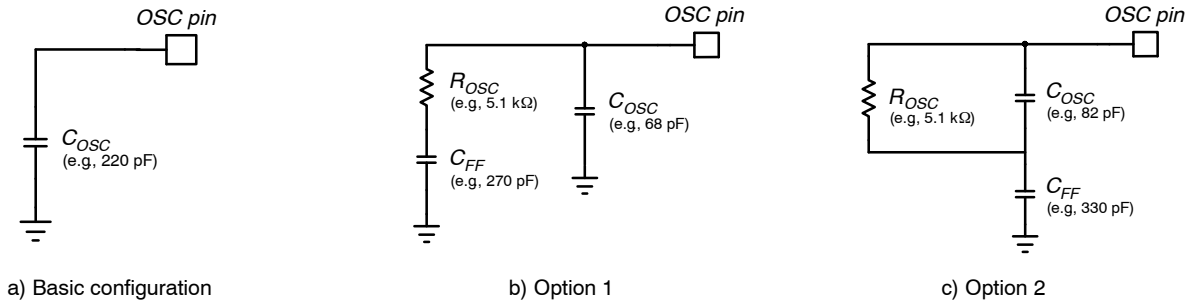 OSC pin
C_OSC
(e.g, 220 pF)
a) Basic configuration
OSC pin
R_OSC
(e.g, 5.1 kΩ)
C_OSC
(e.g, 68 pF)
C_FF
(e.g, 270 pF)
b) Option 1
OSC pin
R_OSC
(e.g, 5.1 kΩ)
C_OSC
(e.g, 82 pF)
C_FF
(e.g, 330 pF)
c) Option 2